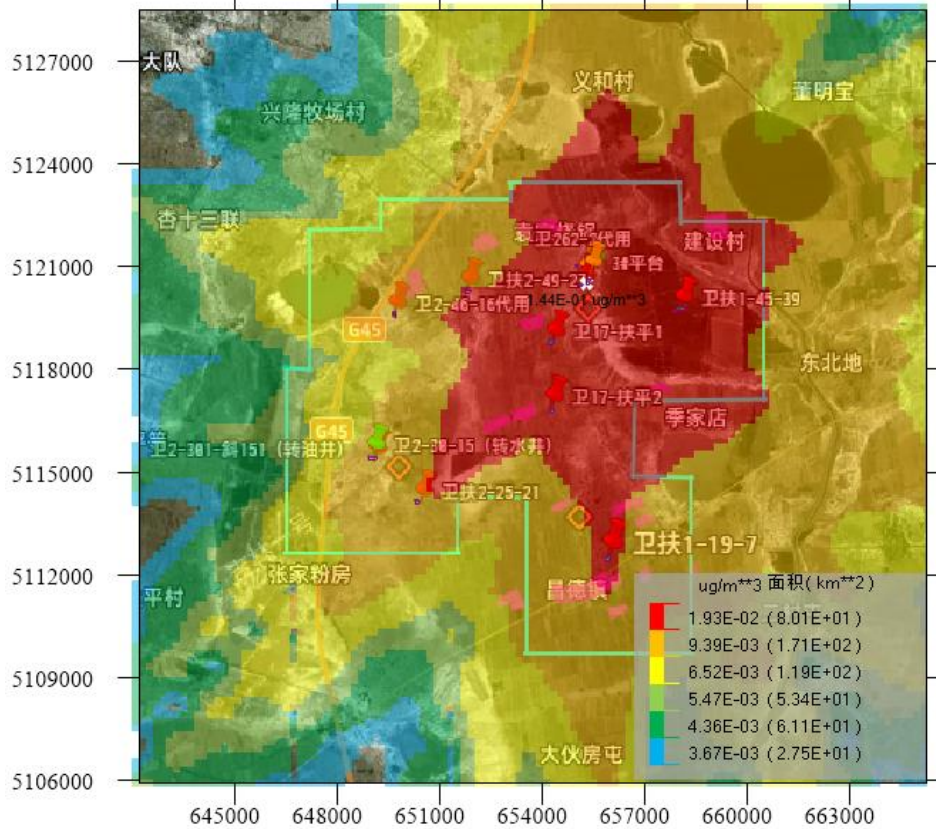 5127000
5124000
5121000
5118000
5115000
5112000
5109000
5106000
大队
兴隆牧场村
义和村
董明宝
杏十三联
建设村
卫262-2代用
38平台
卫扶2-49-21
卫2-46-16代用
1.44E-01 ug/m**3
卫扶1-45-39
G45
卫17-扶平1
东北地
卫17-扶平2
季家店
G45
卫2-301-斜151（转油井）
卫2-30-15（转水井）
卫扶2-25-21
卫扶1-19-7
张家粉房
平村
昌德镇
大伙房屯
ug/m**3 面积(km**2)
1.93E-02 (8.01E+01)
9.39E-03 (1.71E+02)
6.52E-03 (1.19E+02)
5.47E-03 (5.34E+01)
4.36E-03 (6.11E+01)
3.67E-03 (2.75E+01)
645000 648000 651000 654000 657000 660000 663000